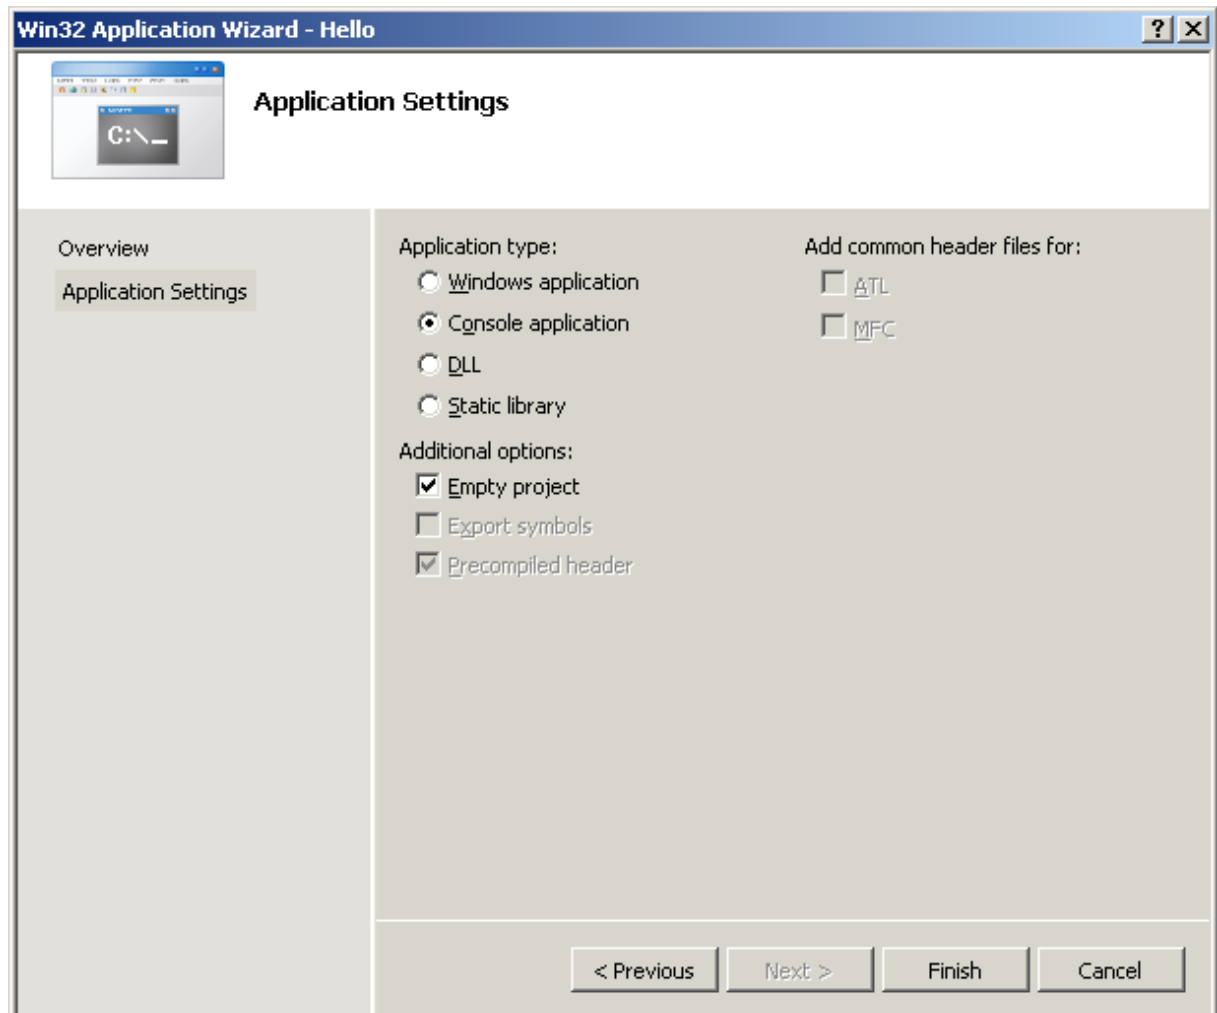 Win32 Application Wizard - Hello
C:\_
Application Settings
Overview
Application Settings
Application type:
Windows application
Console application
DLL
Static library
Additional options:
Empty project
Export symbols
Precompiled header
Add common header files for:
ATL
MFC
< Previous
Next >
Finish
Cancel